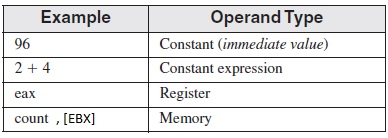 Example Operand Type
96 Constant (immediate value)
2 + 4 Constant expression
eax Register
count , [EBX] Memory